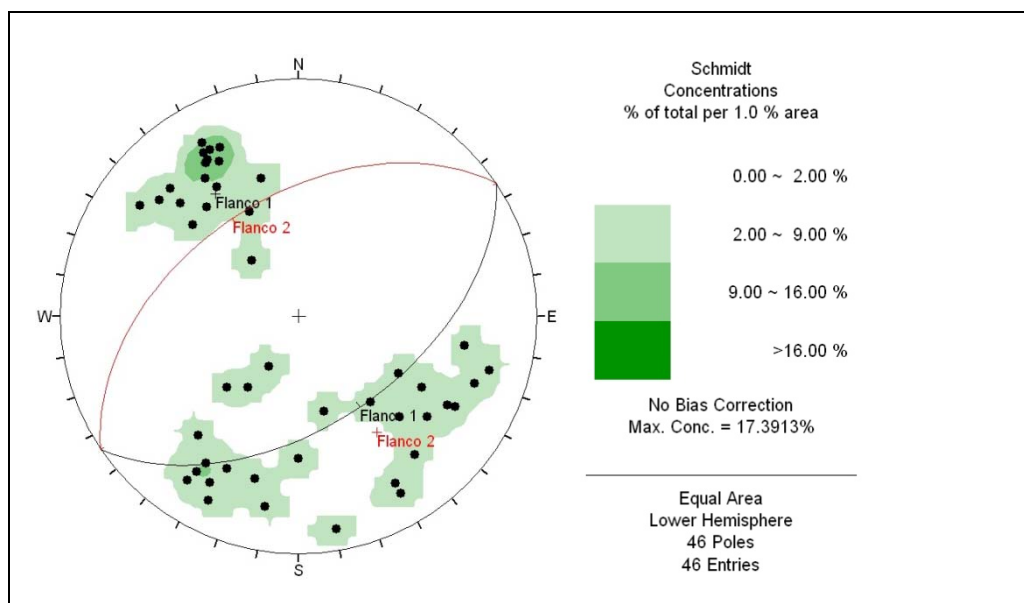 N
W
E
S
Flanco 1
Flanco 2
Flanco 1
Flanco 2
Schmidt
Concentrations
% of total per 1.0 % area
0.00 ~ 2.00 %
2.00 ~ 9.00 %
9.00 ~ 16.00 %
>16.00 %
No Bias Correction
Max. Conc. = 17.3913%
Equal Area
Lower Hemisphere
46 Poles
46 Entries